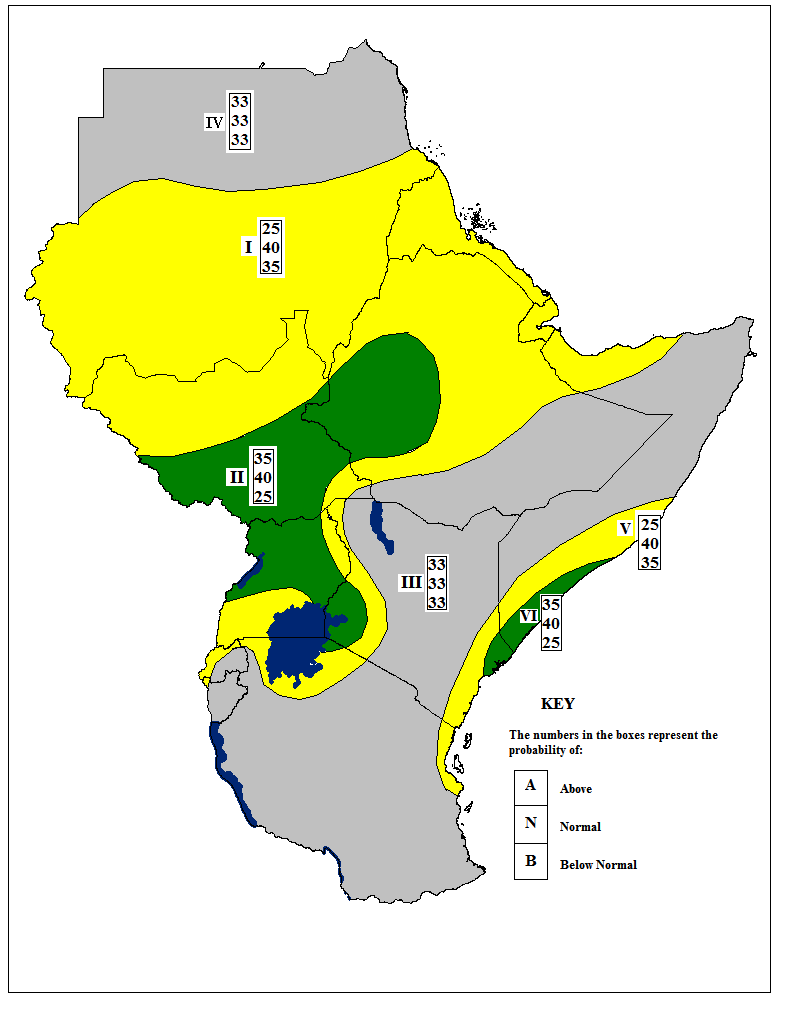 IV
33
33
33
I
25
40
35
II
35
40
25
V
25
40
35
III
33
33
33
VI
35
40
25
KEY
The numbers in the boxes represent the
probability of:
A Above
N Normal
B Below Normal